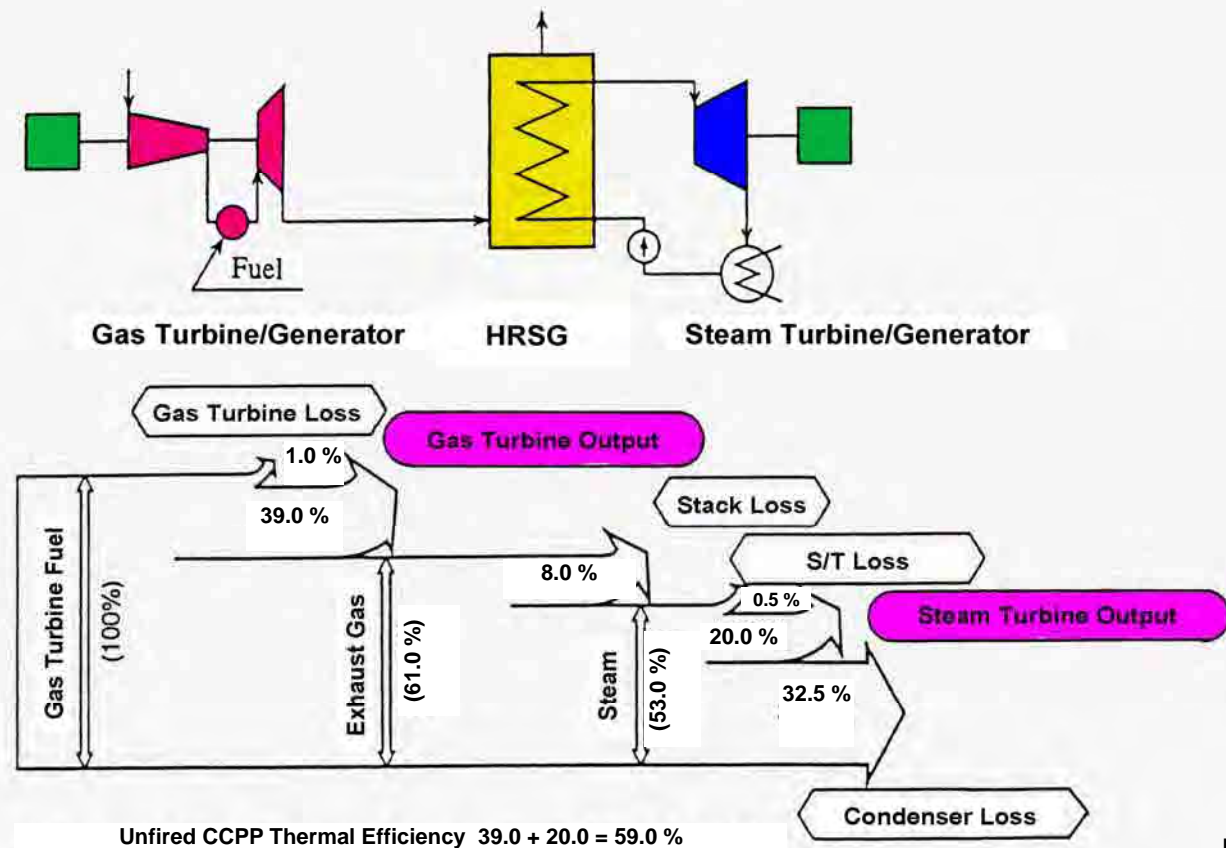 Fuel
Gas Turbine/Generator
HRSG
Steam Turbine/Generator
Gas Turbine Loss
Gas Turbine Output
1.0 %
39.0 %
Stack Loss
S/T Loss
8.0 %
0.5 %
Steam Turbine Output
20.0 %
32.5 %
Gas Turbine Fuel
(100%)
Exhaust Gas
(61.0 %)
Steam
(53.0 %)
Condenser Loss
Unfired CCPP Thermal Efficiency 39.0 + 20.0 = 59.0 %